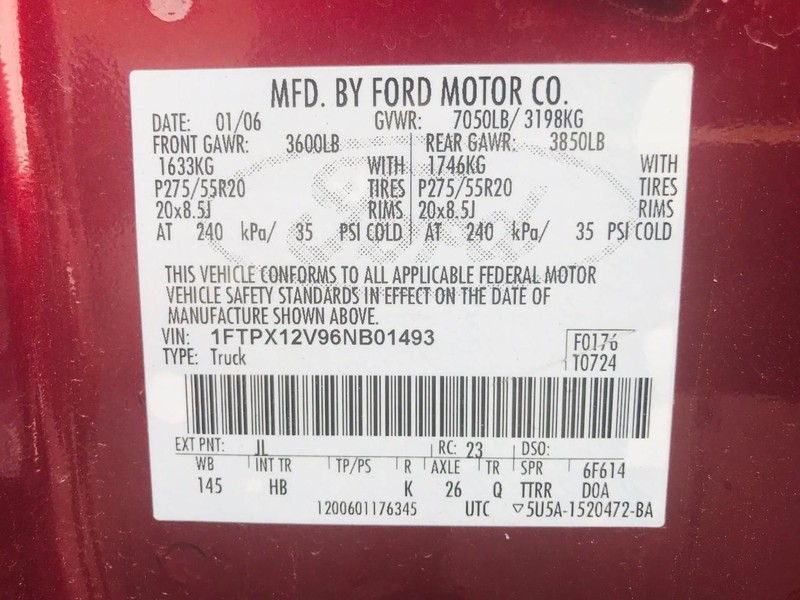 MFD. BY FORD MOTOR CO.
DATE: 01/06 GVWR: 7050LB/ 3198KG
FRONT GAWR: 3600LB REAR GAWR: 3850LB
1633KG WITH 1746KG WITH
P275/55R20 TIRES P275/55R20 TIRES
20x8.5J RIMS 20x8.5J RIMS
AT 240 kPa/ 35 PSI COLD AT 240 kPa/ 35 PSI COLD
Ford
THIS VEHICLE CONFORMS TO ALL APPLICABLE FEDERAL MOTOR
VEHICLE SAFETY STANDARDS IN EFFECT ON THE DATE OF
MANUFACTURE SHOWN ABOVE.
VIN: 1FTPX12V96NB01493 F0176
TYPE: Truck T0724
EXT PNT: JL RC: 23 DSO:
WB INT TR TP/PS R AXLE TR SPR 6F614
145 HB K 26 Q TTRR DOA
1200601176345 UTC ▽5U5A-1520472-BA